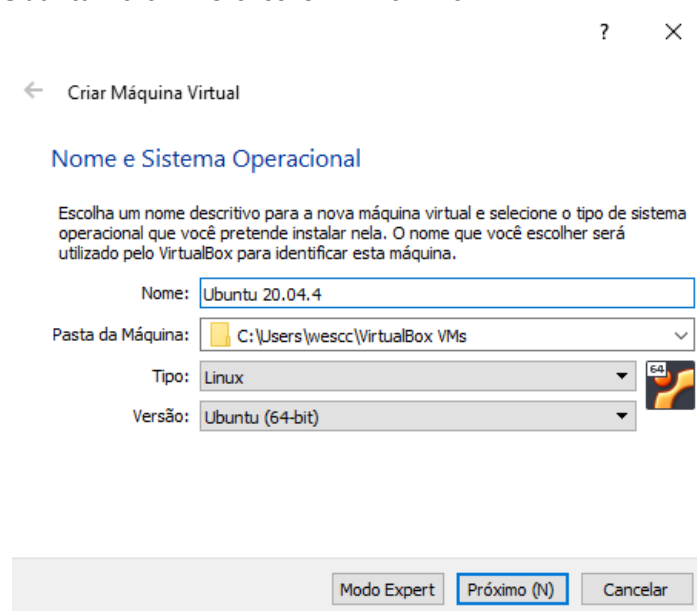 ?
Criar Máquina Virtual
Nome e Sistema Operacional
Escolha um nome descritivo para a nova máquina virtual e selecione o tipo de sistema
operacional que você pretende instalar nela. O nome que você escolher será
utilizado pelo VirtualBox para identificar esta máquina.
Nome: Ubuntu 20.04.4
Pasta da Máquina: C:\Users\wescc\VirtualBox VMs
Tipo: Linux
64
Versão: Ubuntu (64-bit)
Modo Expert Próximo (N) Cancelar